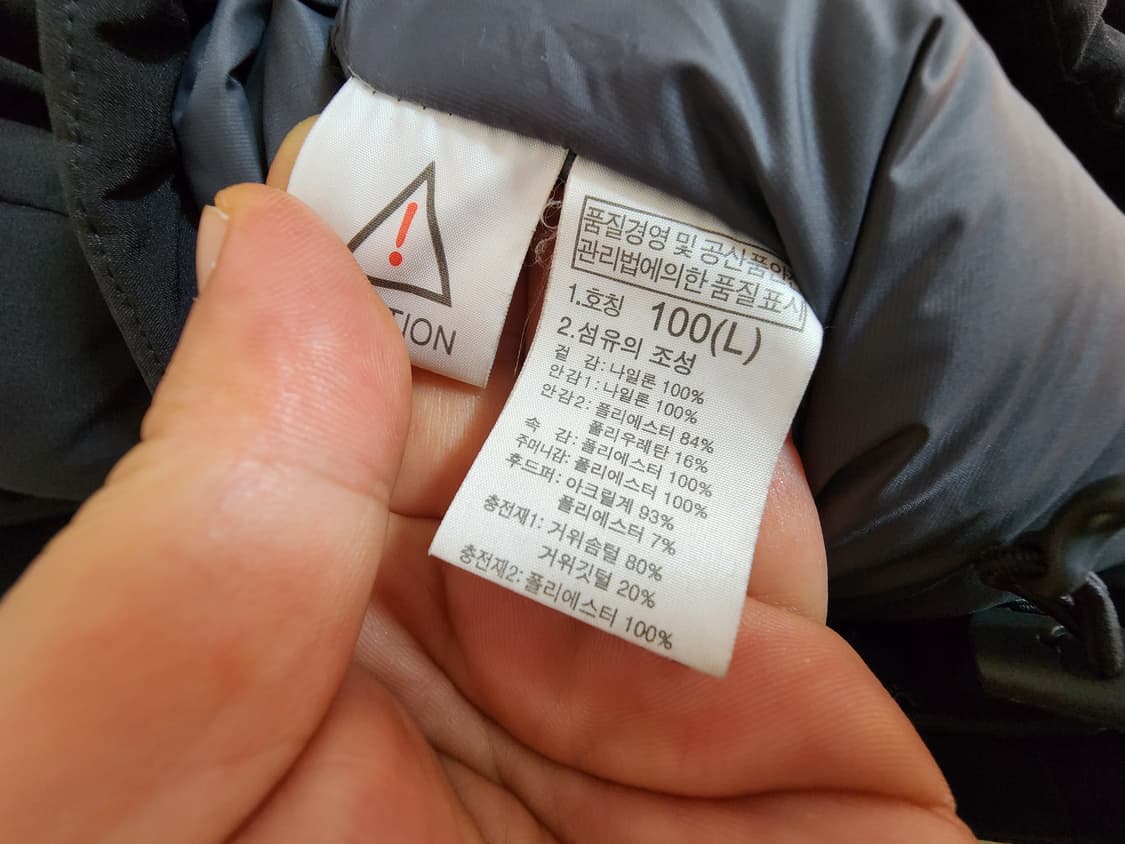 !
TION
품질경영 및 공산품안
관리법에의한 품질표시
1.호칭 100(L)
2.섬유의 조성
겉 감:나일론 100%
안감1:나일론 100%
안감2: 폴리에스터 84%
폴리우레탄 16%
속 감: 폴리에스터 100%
주머니감: 폴리에스터 100%
후드퍼: 아크릴계 93%
폴리에스터 7%
충전재1: 거위솜털 80%
거위깃털 20%
충전재2: 폴리에스터 100%